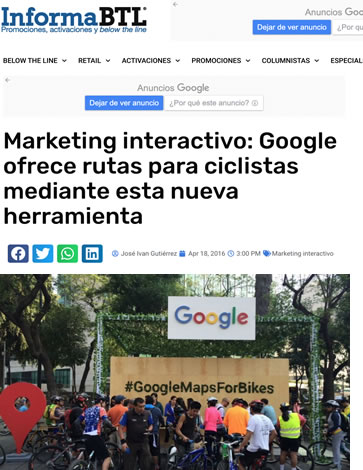 InformaBTL®
Promociones, activaciones y below the line
Anuncios Google
Dejar de ver anuncio
¿Por qu
BELOW THE LINE
RETAIL
ACTIVACIONES
PROMOCIONES
COLUMNISTAS
ESPECIAL
Anuncios Google
Dejar de ver anuncio
¿Por qué este anuncio?
Marketing interactivo: Google
ofrece rutas para ciclistas
mediante esta nueva
herramienta
José Ivan Gutiérrez
Apr 18, 2016
3:00 PM
Marketing interactivo
Google
#GoogleMapsForBikes